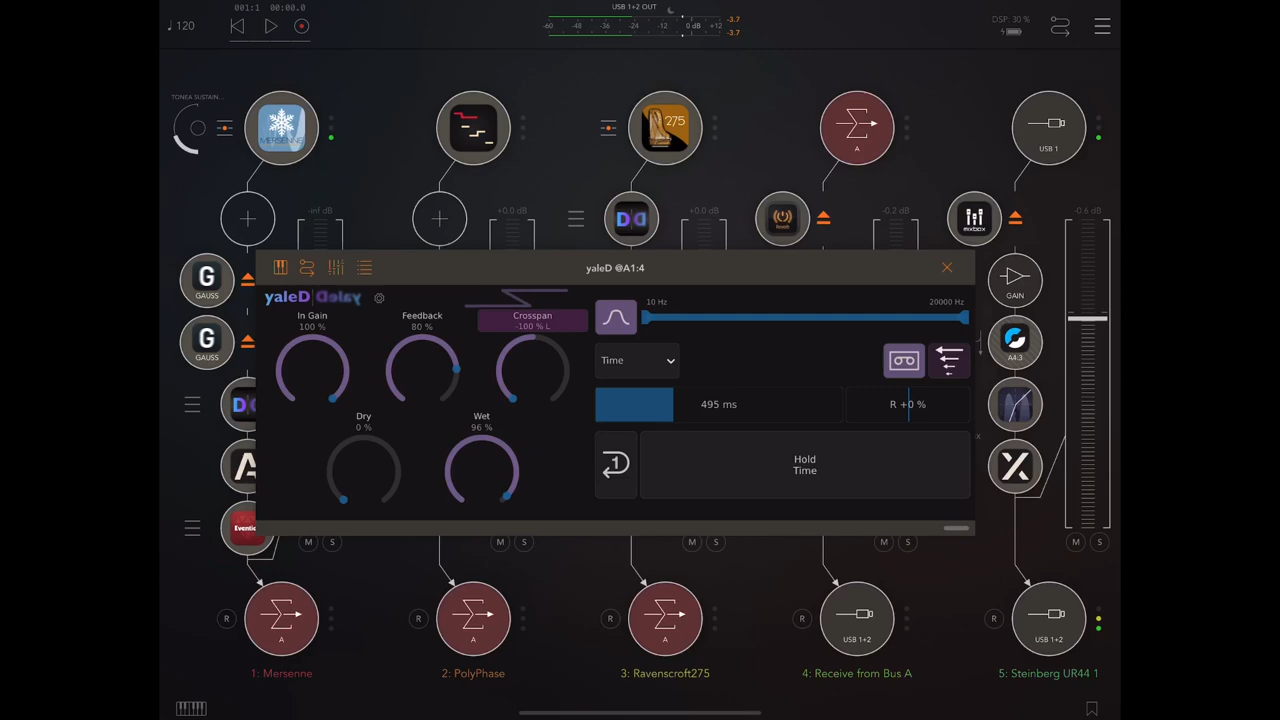 001:1 00:00.0
USB 1+2 OUT
♩ 120
-60 -48 -36 -24 -12 0 dB +12
-3.7
-3.7
DSP: 30 %
TONEA SUSTAIN...
MERSENNE
275
A
USB 1
-inf dB
+0.0 dB
D|D
+0.0 dB
Reverb
-0.2 dB
mxbox
-0.6 dB
G
GAUSS
G
GAUSS
yaleD @A1:4
yaleD
In Gain
100 %
Feedback
80 %
Crosspan
-100 % L
10 Hz
20000 Hz
Time
495 ms
R +0 %
Dry
0 %
Wet
96 %
1
Hold
Time
GAIN
A4:3
X
A
M S
M S
M S
M S
M S
R
A
R
A
R
A
R
USB 1+2
R
USB 1+2
1: Mersenne
2: PolyPhase
3: Ravenscroft275
4: Receive from Bus A
5: Steinberg UR44 1